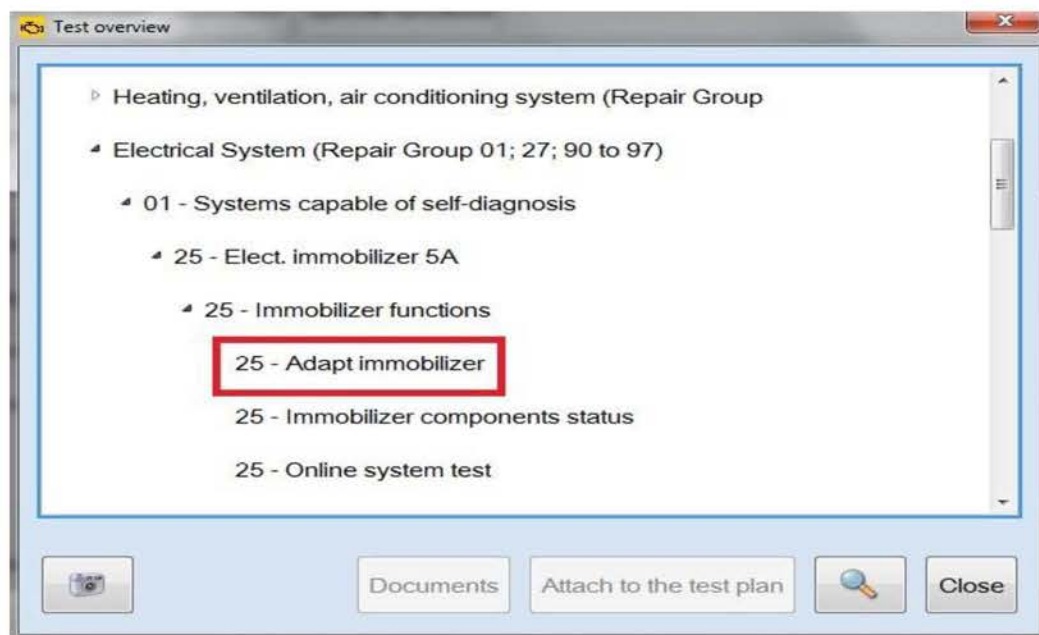 Test overview
Heating, ventilation, air conditioning system (Repair Group
Electrical System (Repair Group 01; 27; 90 to 97)
01 - Systems capable of self-diagnosis
25 - Elect. immobilizer 5A
25 - Immobilizer functions
25 - Adapt immobilizer
25 - Immobilizer components status
25 - Online system test
Documents Attach to the test plan Close